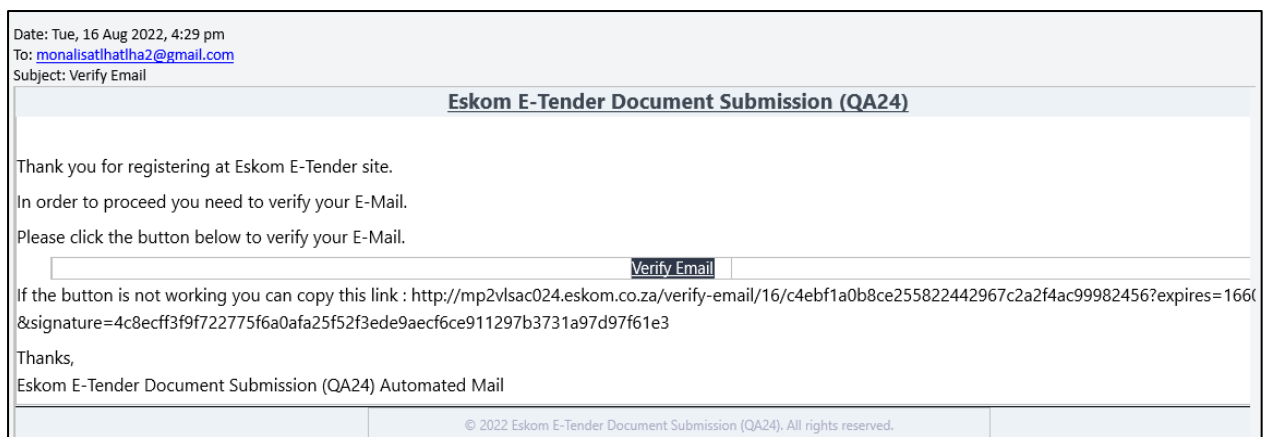 Date: Tue, 16 Aug 2022, 4:29 pm
To: monalisatlhatlha2@gmail.com
Subject: Verify Email
Eskom E-Tender Document Submission (QA24)
Thank you for registering at Eskom E-Tender site.
In order to proceed you need to verify your E-Mail.
Please click the button below to verify your E-Mail.
Verify Email
If the button is not working you can copy this link : http://mp2vlsac024.eskom.co.za/verify-email/16/c4ebf1a0b8ce255822442967c2a2f4ac99982456?expires=1660
&signature=4c8ecff3f9f722775f6a0afa25f52f3ede9aecf6ce911297b3731a97d97f61e3
Thanks,
Eskom E-Tender Document Submission (QA24) Automated Mail
© 2022 Eskom E-Tender Document Submission (QA24). All rights reserved.